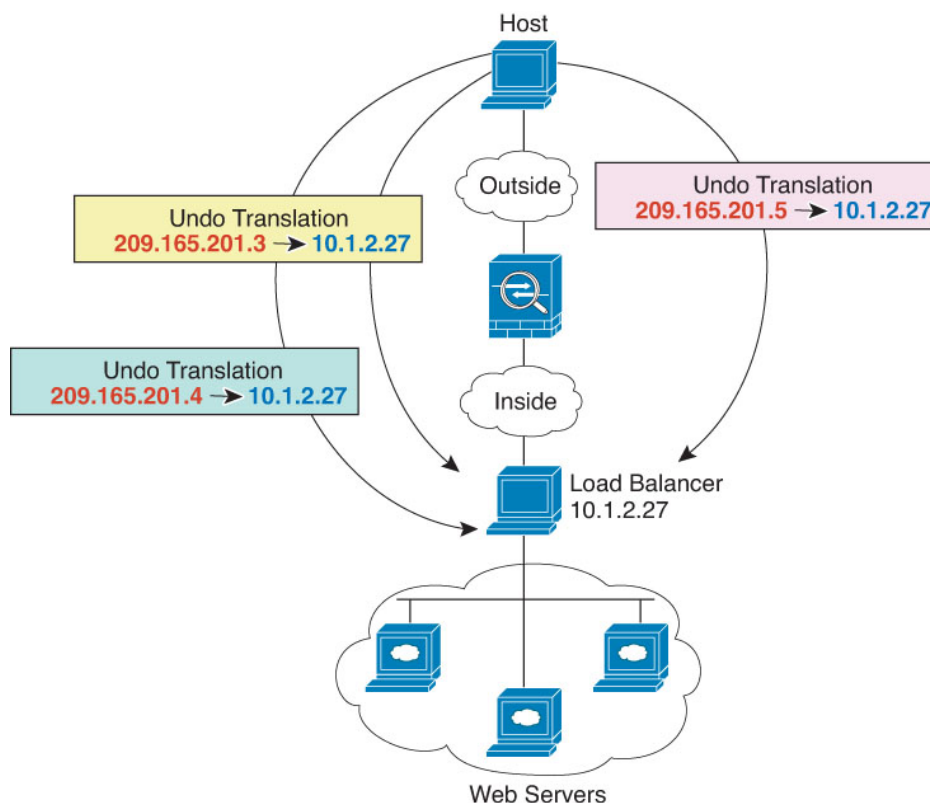 Host
Outside
Undo Translation
209.165.201.5 → 10.1.2.27
Undo Translation
209.165.201.3 → 10.1.2.27
Undo Translation
209.165.201.4 → 10.1.2.27
Inside
Load Balancer
10.1.2.27
Web Servers